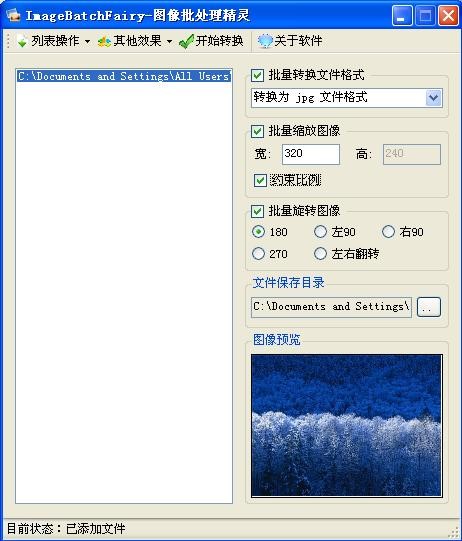 ImageBatchFairy-图像批处理精灵
列表操作 其他效果 开始转换 关于软件
C:\Documents and Settings\All Users
批量转换文件格式
转换为 jpg 文件格式
批量缩放图像
宽: 320 高: 240
约束比例
批量旋转图像
180 左90 右90
270 左右翻转
文件保存目录
C:\Documents and Settings\ ..
图像预览
目前状态：已添加文件